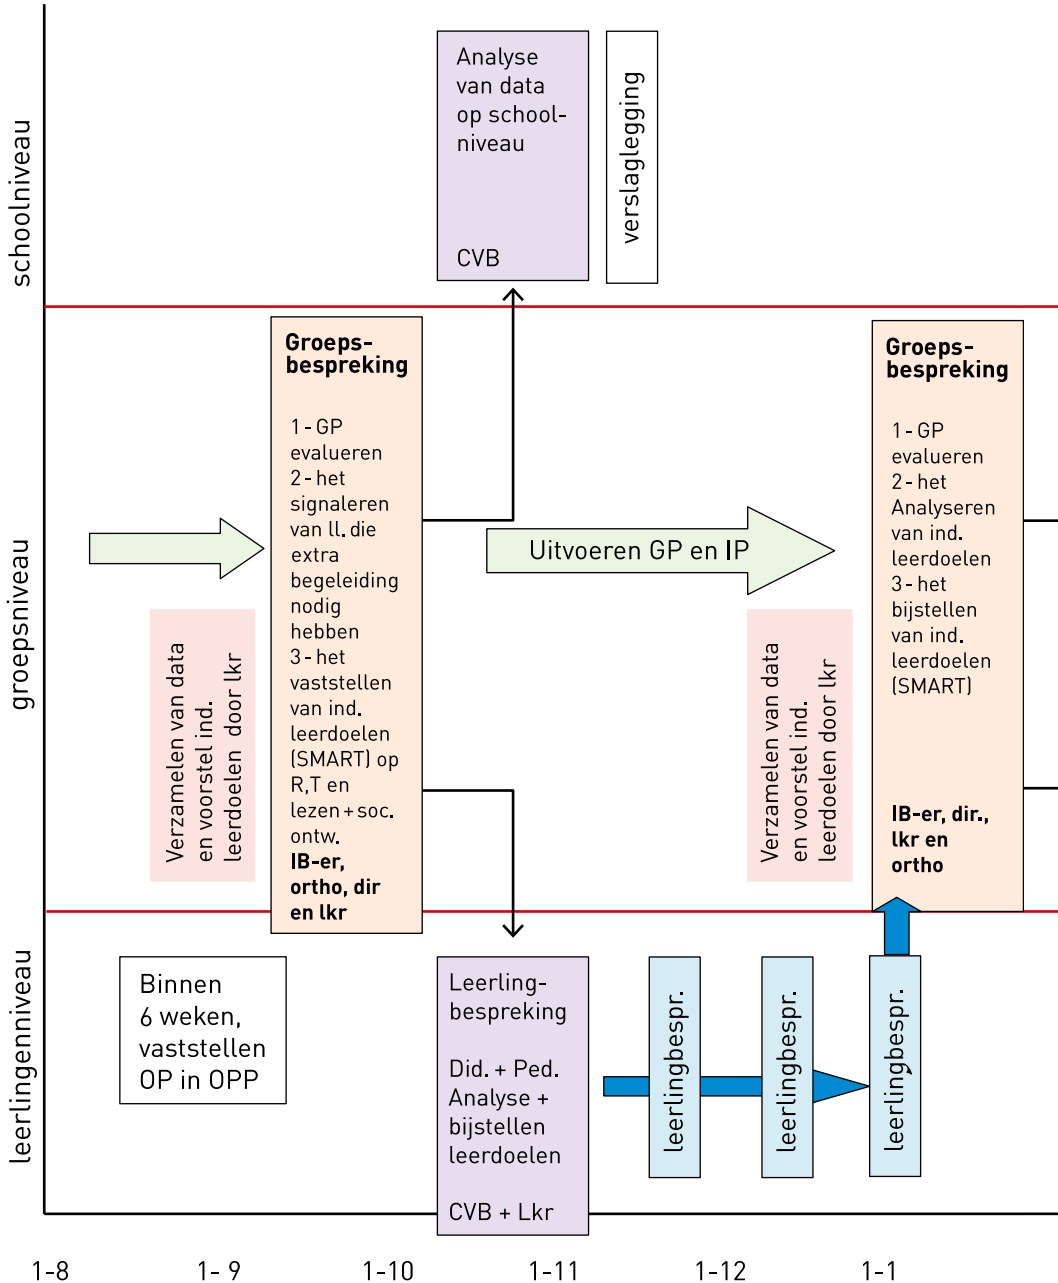 schoolniveau
Analyse
van data
op school-
niveau
CVB
verslaglegging
groepsniveau
Verzamelen van data
en voorstel ind.
leerdoelen door lkr
Groeps-
bespreking
1 - GP
evalueren
2 - het
signaleren
van ll. die
extra
begeleiding
nodig
hebben
3 - het
vaststellen
van ind.
leerdoelen
(SMART) op
R,T en
lezen + soc.
ontw.
IB-er,
ortho, dir
en lkr
Uitvoeren GP en IP
Verzamelen van data
en voorstel ind.
leerdoelen door lkr
Groeps-
bespreking
1 - GP
evalueren
2 - het
Analyseren
van ind.
leerdoelen
3 - het
bijstellen
van ind.
leerdoelen
(SMART)
IB-er, dir.,
lkr en
ortho
leerlingenniveau
Binnen
6 weken,
vaststellen
OP in OPP
Leerling-
bespreking
Did. + Ped.
Analyse +
bijstellen
leerdoelen
CVB + Lkr
leerlingbespr.
leerlingbespr.
leerlingbespr.
1-8
1- 9
1-10
1-11
1-12
1-1